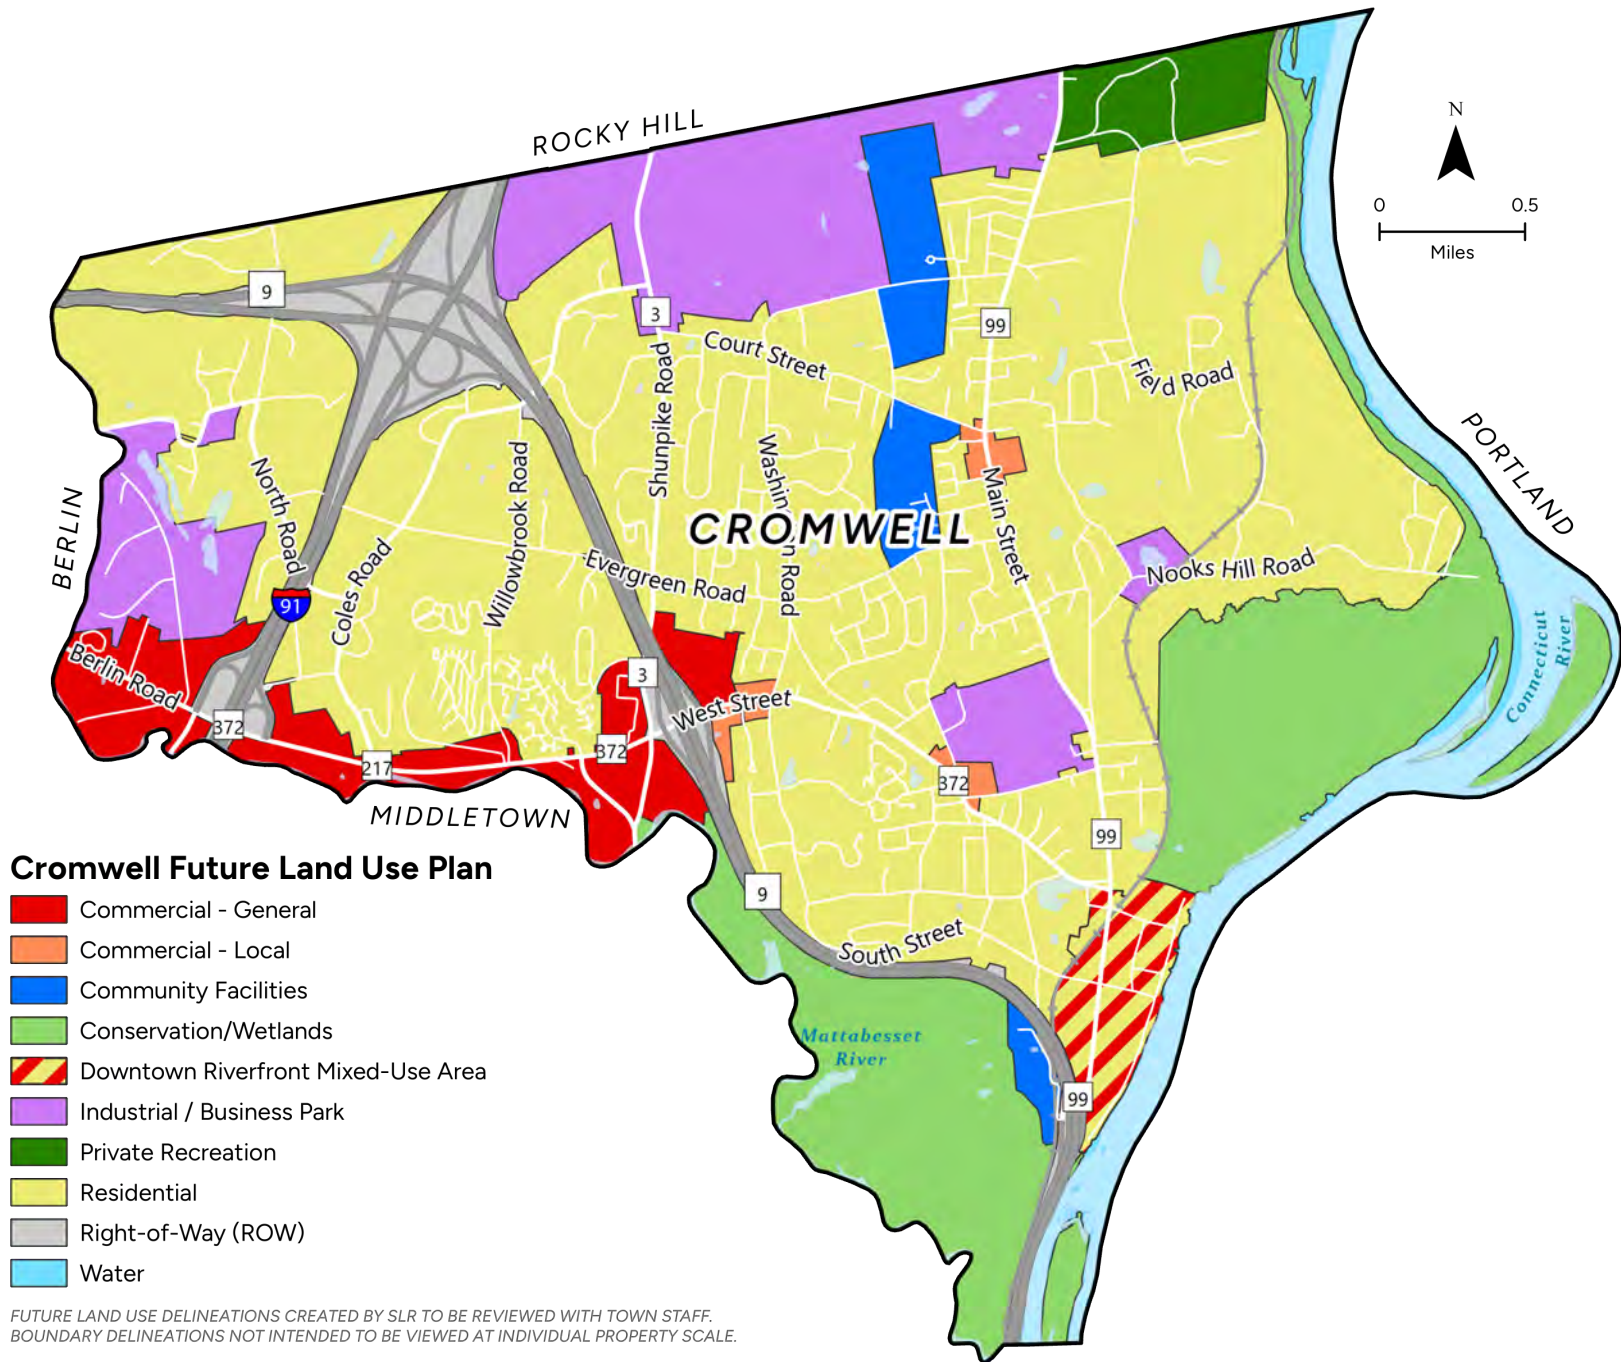 ROCKY HILL
N
0 0.5
Miles
9
3
99
Court Street
Field Road
PORTLAND
BERLIN
North Road
Coles Road
Willowbrook Road
Shunpike Road
Washin n Road
CROMWELL
Main Street
Evergreen Road
Nooks Hill Road
91
Berlin Road
3
West Street
Connecticut
River
372
217
372
372
99
MIDDLETOWN
9
South Street
Mattabesset
River
99
Cromwell Future Land Use Plan
Commercial - General
Commercial - Local
Community Facilities
Conservation/Wetlands
Downtown Riverfront Mixed-Use Area
Industrial / Business Park
Private Recreation
Residential
Right-of-Way (ROW)
Water
FUTURE LAND USE DELINEATIONS CREATED BY SLR TO BE REVIEWED WITH TOWN STAFF.
BOUNDARY DELINEATIONS NOT INTENDED TO BE VIEWED AT INDIVIDUAL PROPERTY SCALE.